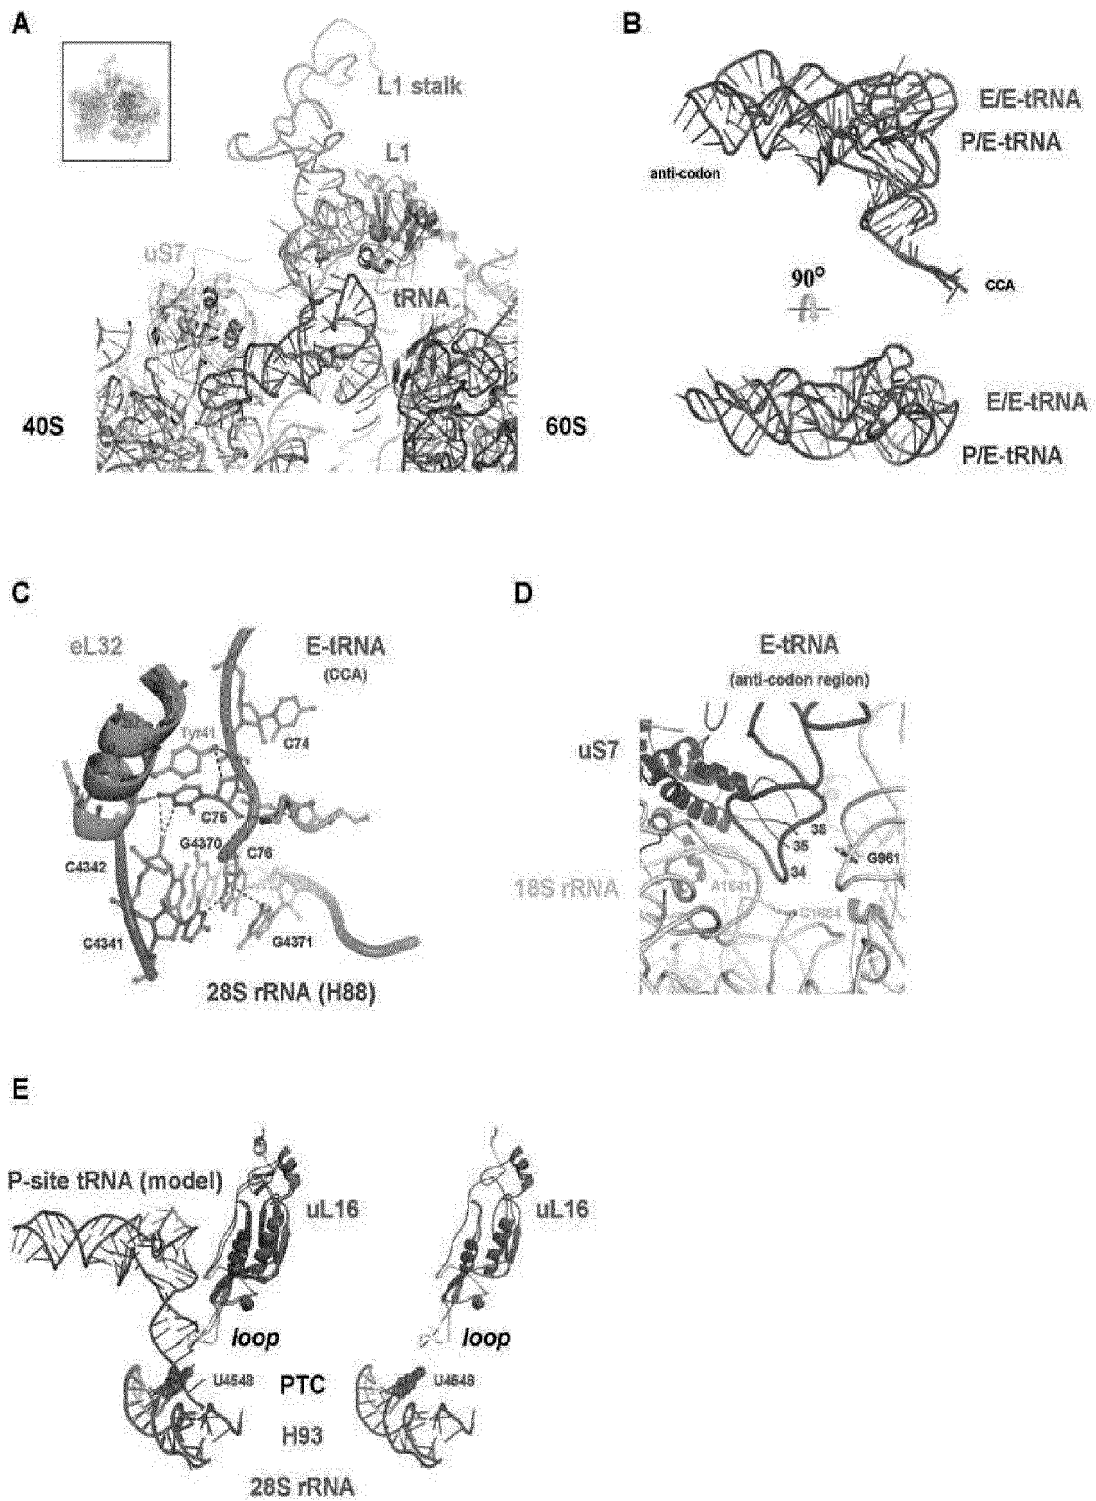 A
L1 stalk
L1
uS7
tRNA
40S
60S
B
E/E-tRNA
P/E-tRNA
anti-codon
90°
CCA
E/E-tRNA
P/E-tRNA
C
eL32
E-tRNA
(CCA)
Tyr41
C74
C75
G4370
C76
C4342
C4341
G4371
28S rRNA (H88)
D
E-tRNA
(anti-codon region)
uS7
35
34
G961
18S rRNA
A1641
E
P-site tRNA (model)
uL16
uL16
loop
loop
U4548
PTC
U4548
H93
28S rRNA